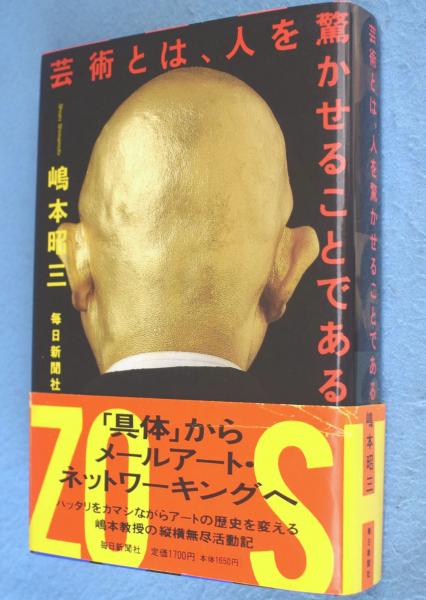 芸術とは、人を驚かせることである
Shozo Shimamoto
嶋本昭三
毎日新聞社
ZO S
「具体」から
メールアート・
ネットワーキングへ
ハッタリをカマシながらアートの歴史を変える
嶋本教授の縦横無尽活動記
毎日新聞社 定価1700円 本体1650円
芸術とは、人を驚かせることである
嶋本昭三
毎日新聞社